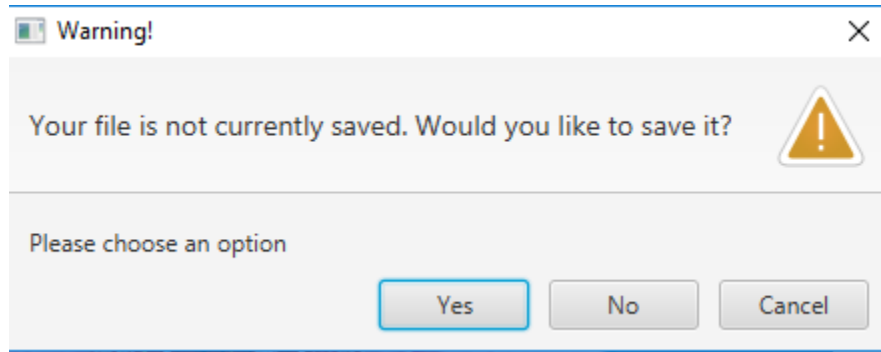 Warning!
Your file is not currently saved. Would you like to save it?
Please choose an option
Yes No Cancel